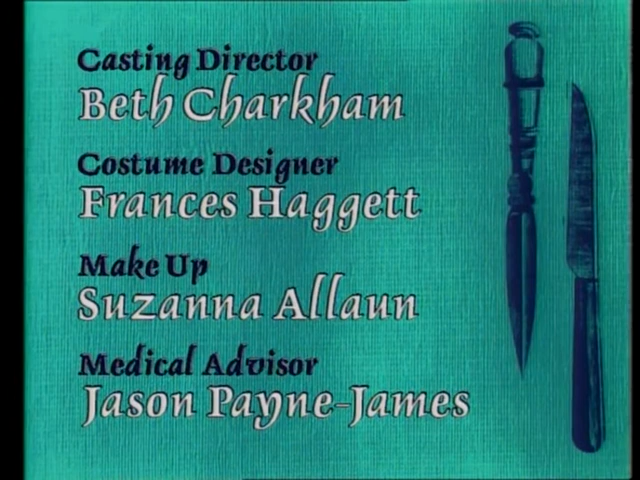 Casting Director
Beth Charkham
Costume Designer
Frances Haggett
Make Up
Suzanna Allaun
Medical Advisor
Jason Payne-James